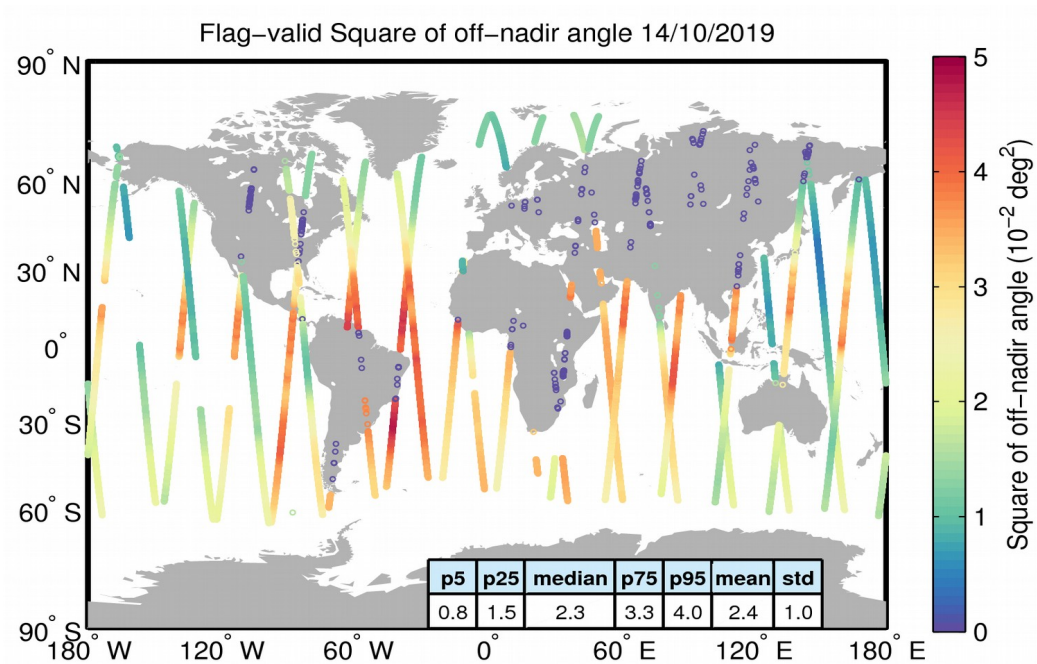 Flag−valid Square of off−nadir angle 14/10/2019
90° N
60° N
30° N
0°
30° S
60° S
90° S
180° W
120° W
60° W
0°
60° E
120° E
180° E
p5 p25 median p75 p95 mean std
0.8 1.5 2.3 3.3 4.0 2.4 1.0
5
4
3
2
1
0
Square of off−nadir angle (10⁻² deg²)